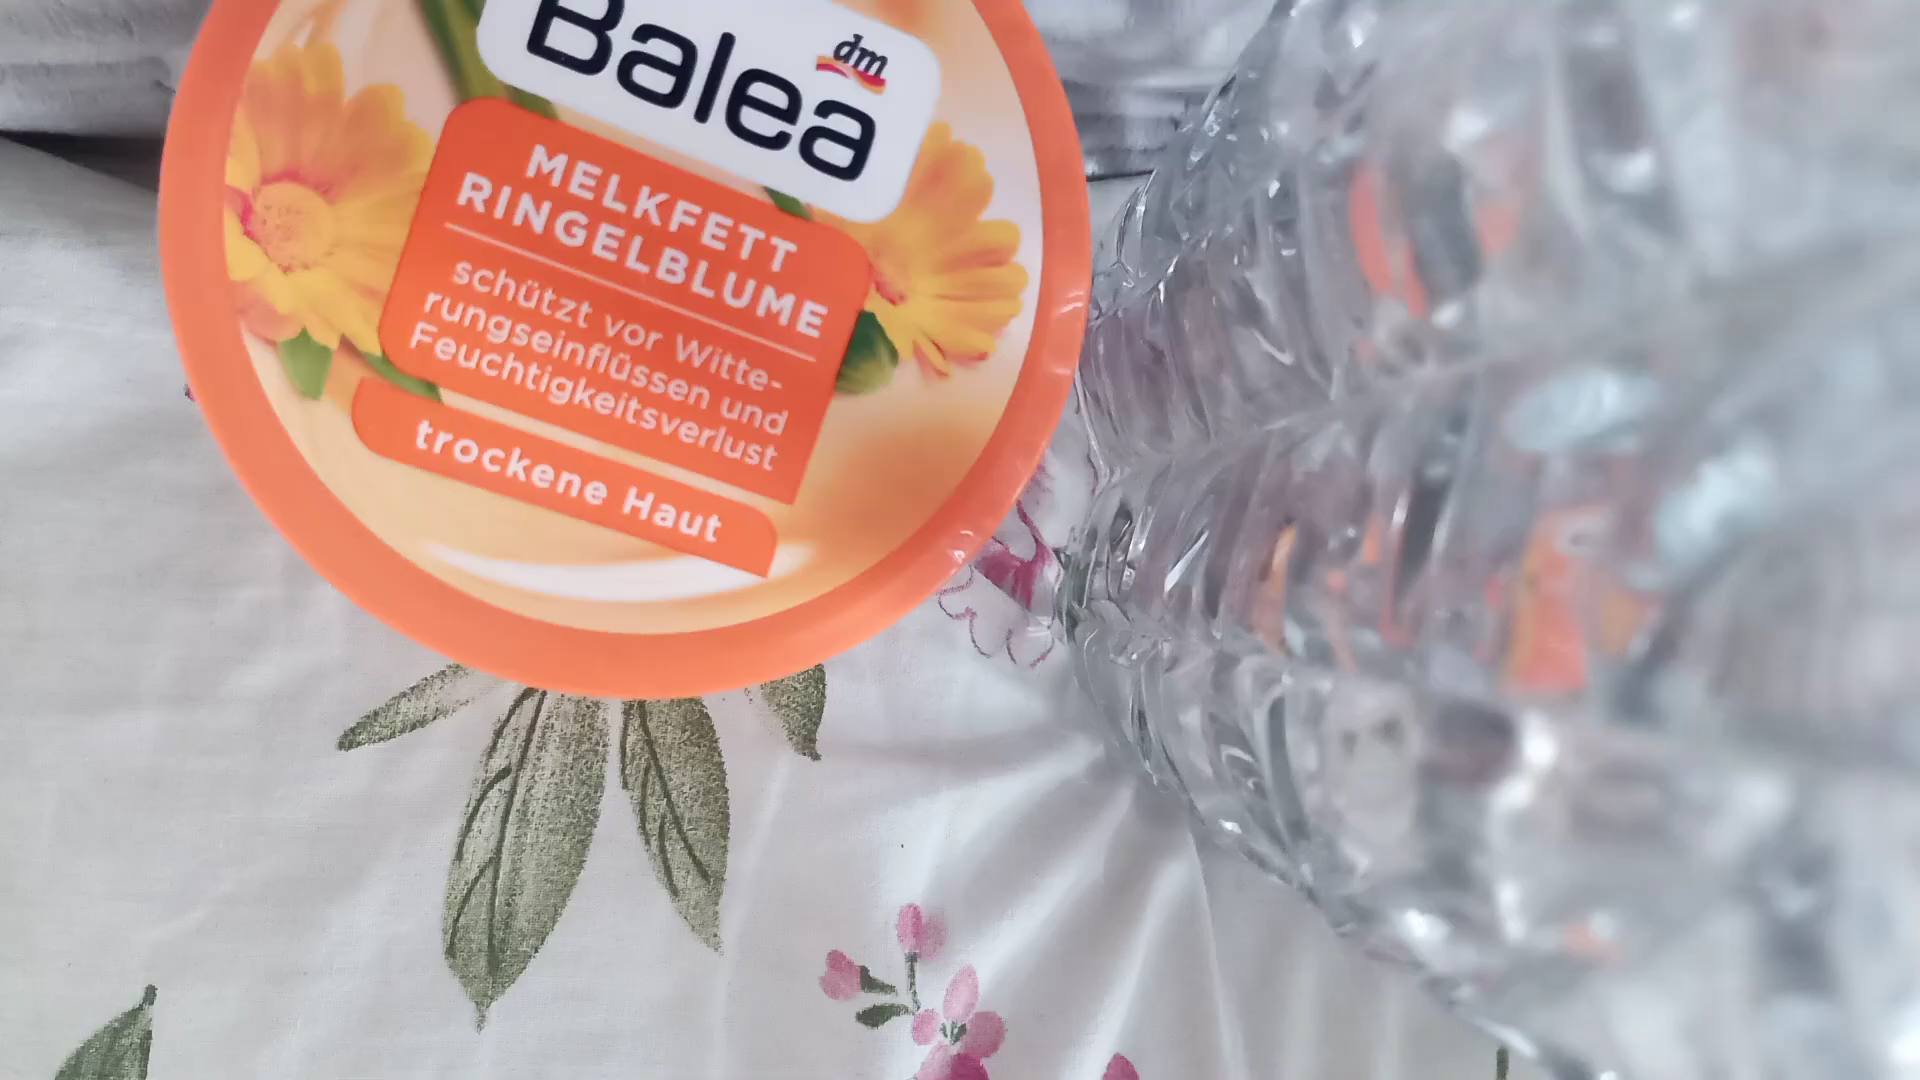 Balea
dm
MELKFETT
RINGELBLUME
schützt vor Witte-
rungseinflüssen und
Feuchtigkeitsverlust
trockene Haut